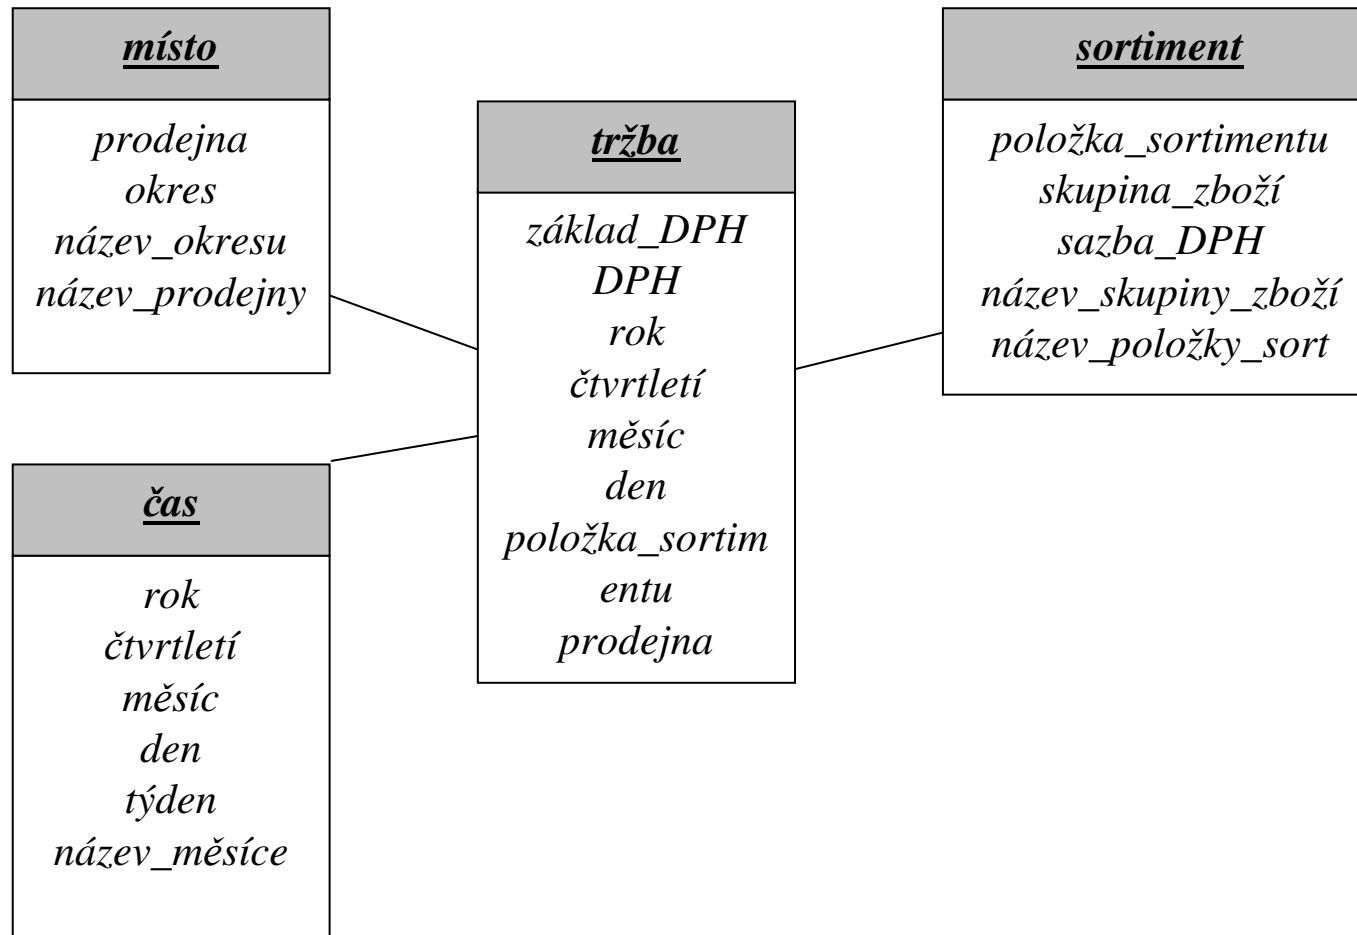 místo
prodejna
okres
název_okresu
název_prodejny
čas
rok
čtvrtletí
měsíc
den
týden
název_měsíce
tržba
základ_DPH
DPH
rok
čtvrtletí
měsíc
den
položka_sortim
entu
prodejna
sortiment
položka_sortimentu
skupina_zboží
sazba_DPH
název_skupiny_zboží
název_položky_sort